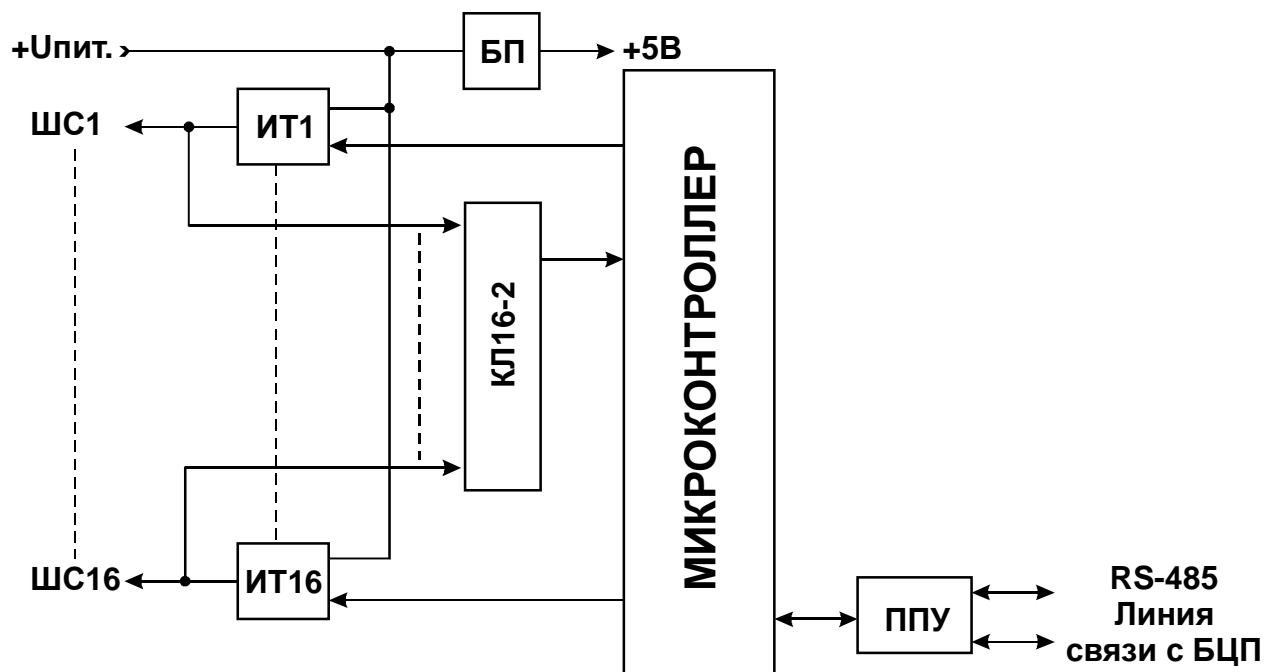 +Uпит.
БП
+5В
ШС1
ИТ1
КЛ16-2
МИКРОКОНТРОЛЛЕР
ШС16
ИТ16
ППУ
RS-485
Линия
связи с БЦП